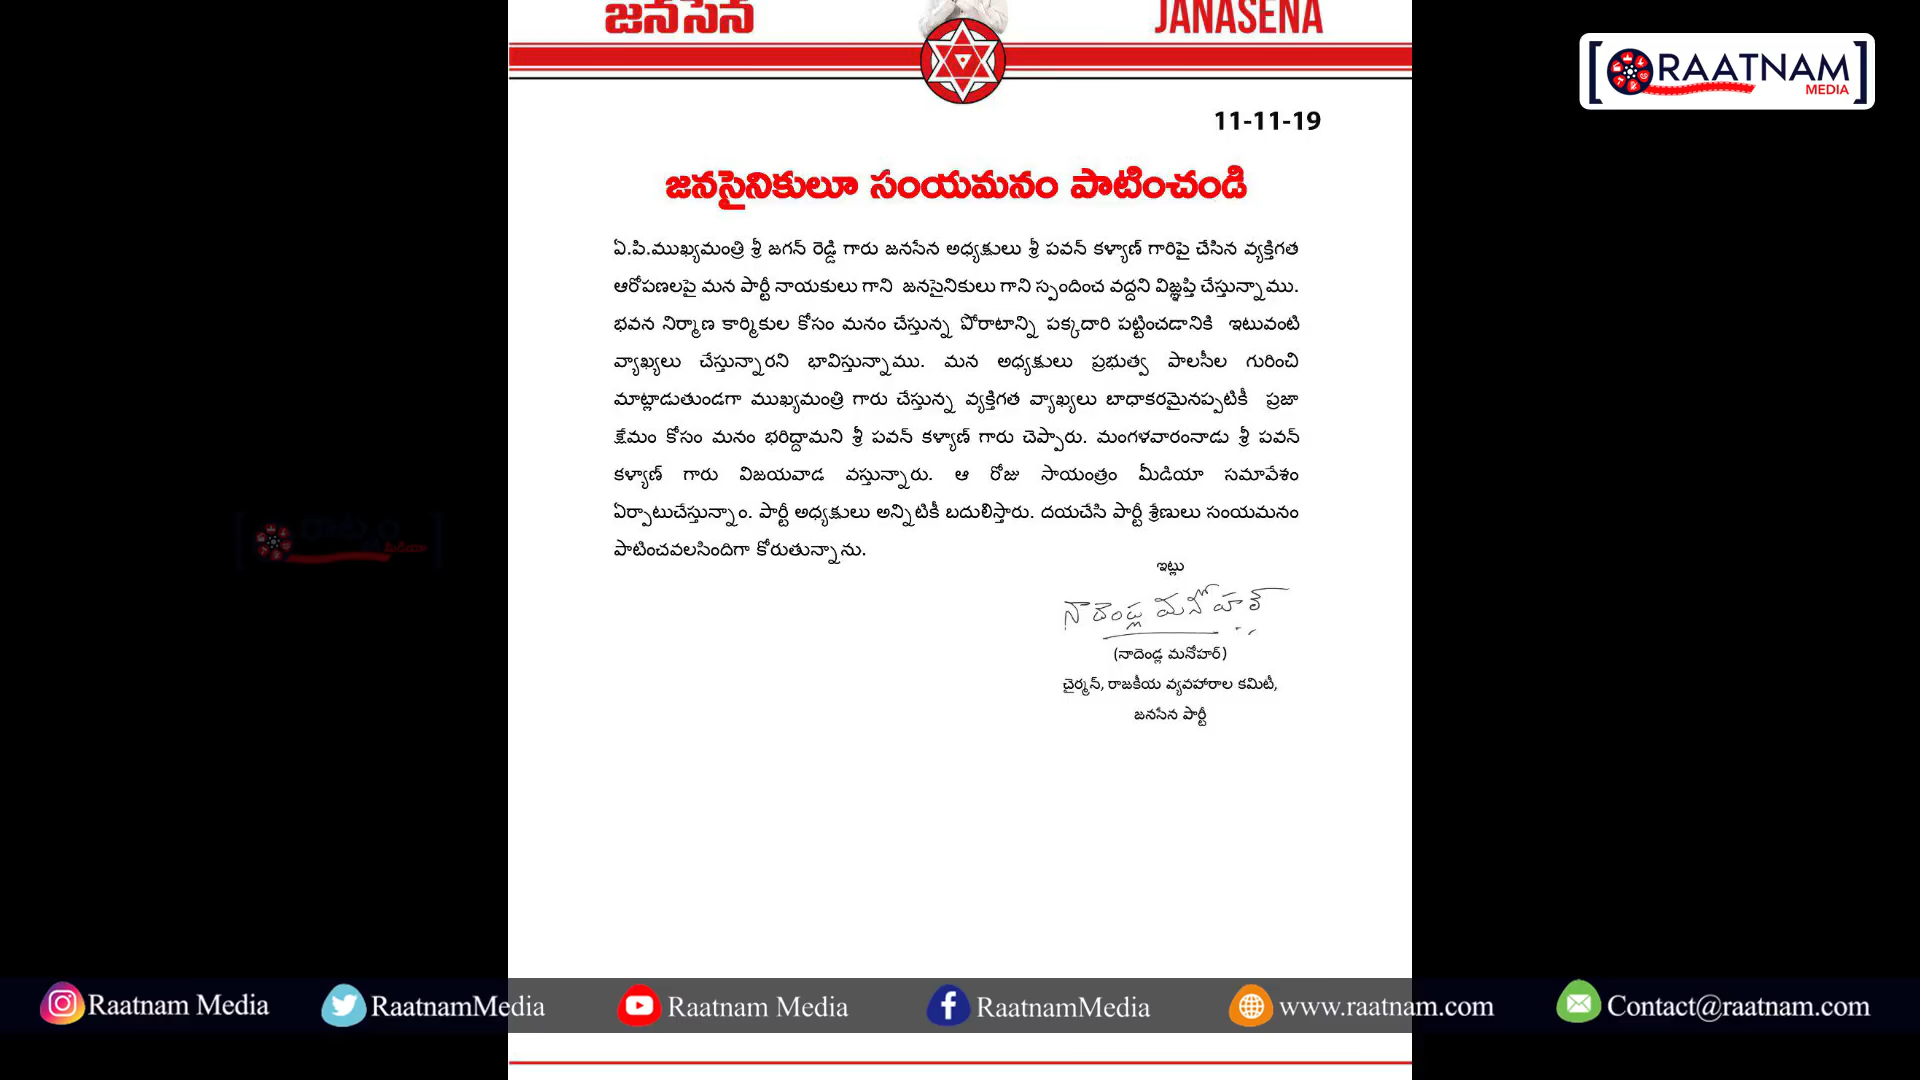 జనసేన
JANASENA
RAATNAM
MEDIA
11-11-19
జనసైనికులూ సంయమనం పాటించండి
ఏ.పి.ముఖ్యమంత్రి శ్రీ జగన్ రెడ్డి గారు జనసేన అధ్యక్షులు శ్రీ పవన్ కళ్యాణ్ గారిపై చేసిన వ్యక్తిగత
ఆరోపణలపై మన పార్టీ నాయకులు గాని జనసైనికులు గాని స్పందించ వద్దని విజ్ఞప్తి చేస్తున్నాము.
భవన నిర్మాణ కార్మికుల కోసం మనం చేస్తున్న పోరాటాన్ని పక్కదారి పట్టించడానికి ఇటువంటి
వ్యాఖ్యలు చేస్తున్నారని భావిస్తున్నాము. మన అధ్యక్షులు ప్రభుత్వ పాలసీల గురించి
మాట్లాడుతుండగా ముఖ్యమంత్రి గారు చేస్తున్న వ్యక్తిగత వ్యాఖ్యలు బాధాకరమైనప్పటికీ ప్రజా
క్షేమం కోసం మనం భరిద్దామని శ్రీ పవన్ కళ్యాణ్ గారు చెప్పారు. మంగళవారంనాడు శ్రీ పవన్
కళ్యాణ్ గారు విజయవాడ వస్తున్నారు. ఆ రోజు సాయంత్రం మీడియా సమావేశం
ఏర్పాటుచేస్తున్నాం. పార్టీ అధ్యక్షులు అన్నిటికీ బదులిస్తారు. దయచేసి పార్టీ శ్రేణులు సంయమనం
పాటించవలసిందిగా కోరుతున్నాను.
ఇట్లు
నాదెండ్ల మనోహర్
(నాదెండ్ల మనోహర్)
చైర్మన్, రాజకీయ వ్యవహారాల కమిటీ,
జనసేన పార్టీ
Raatnam Media
RaatnamMedia
Raatnam Media
RaatnamMedia
www.raatnam.com
Contact@raatnam.com